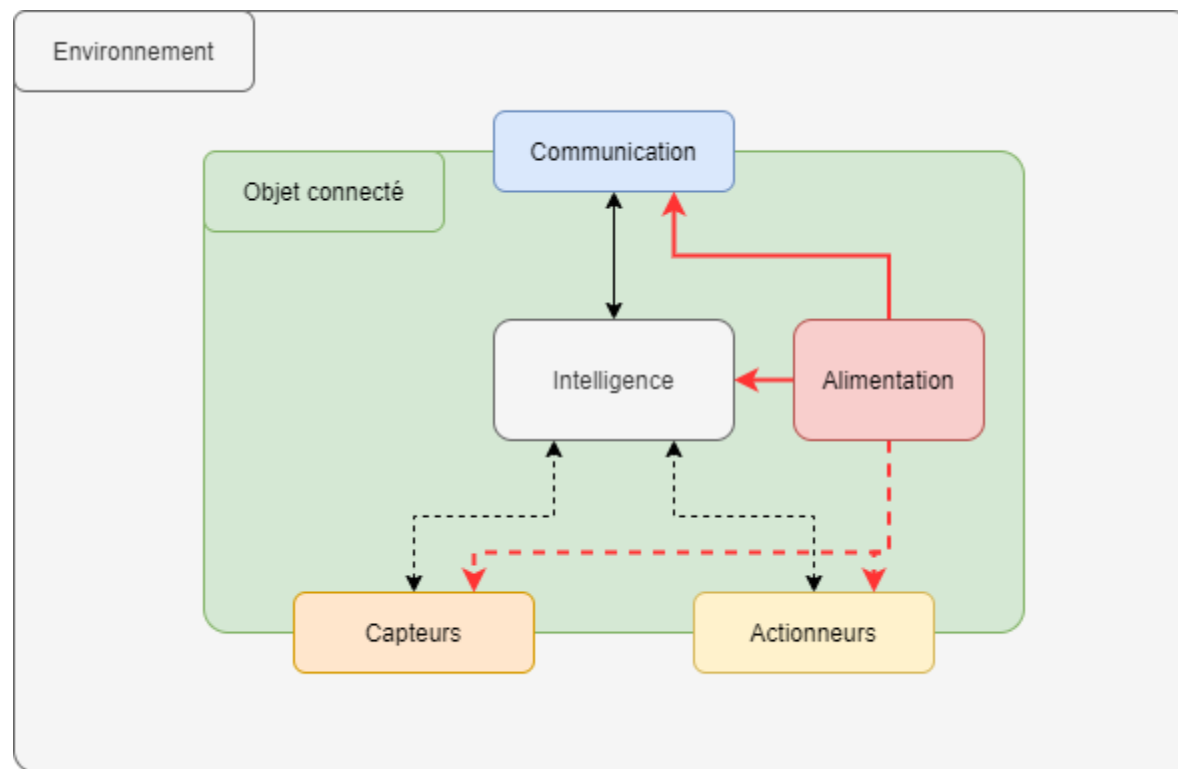 Environnement
Communication
Objet connecté
Intelligence
Alimentation
Capteurs
Actionneurs